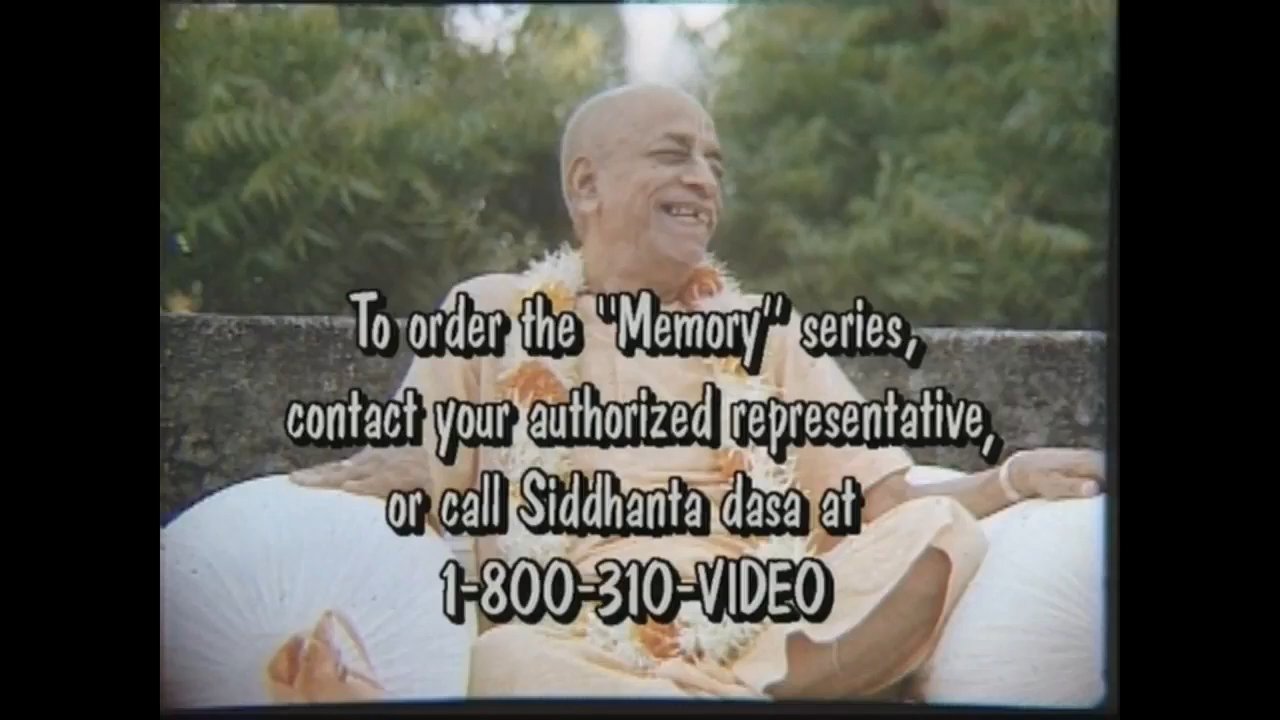 To order the "Memory" series,
contact your authorized representative,
or call Siddhanta dasa at
1-800-310-VIDEO